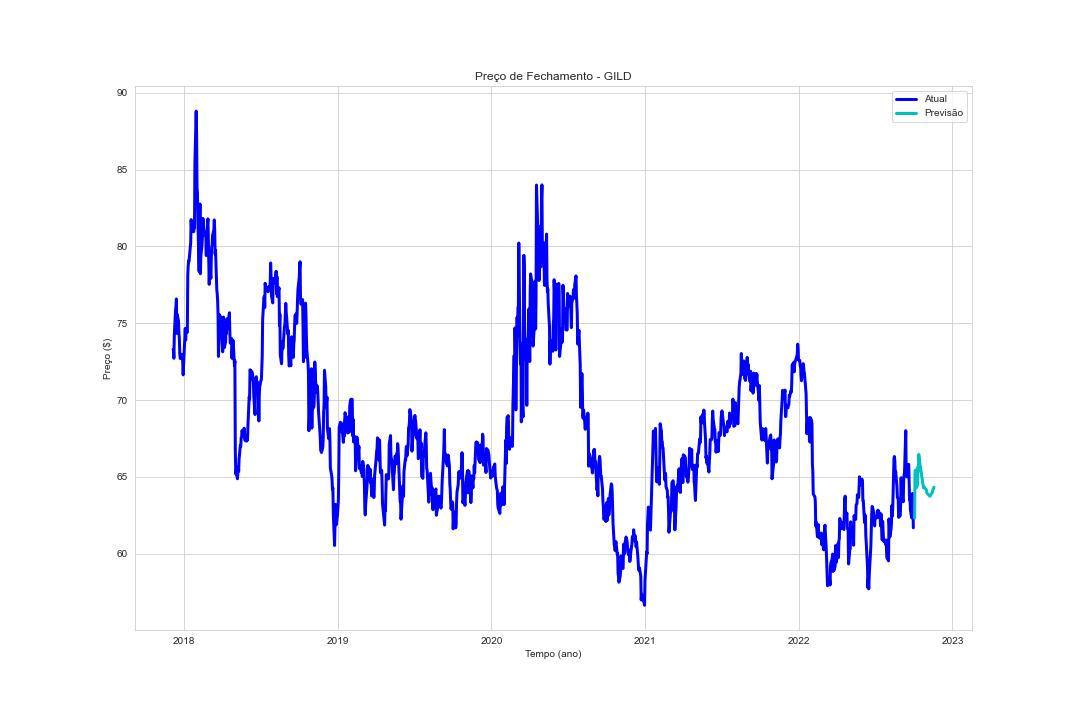 Preço de Fechamento - GILD
Atual
Previsão
90
85
80
75
70
65
60
Preço ($)
2018 2019 2020 2021 2022 2023
Tempo (ano)